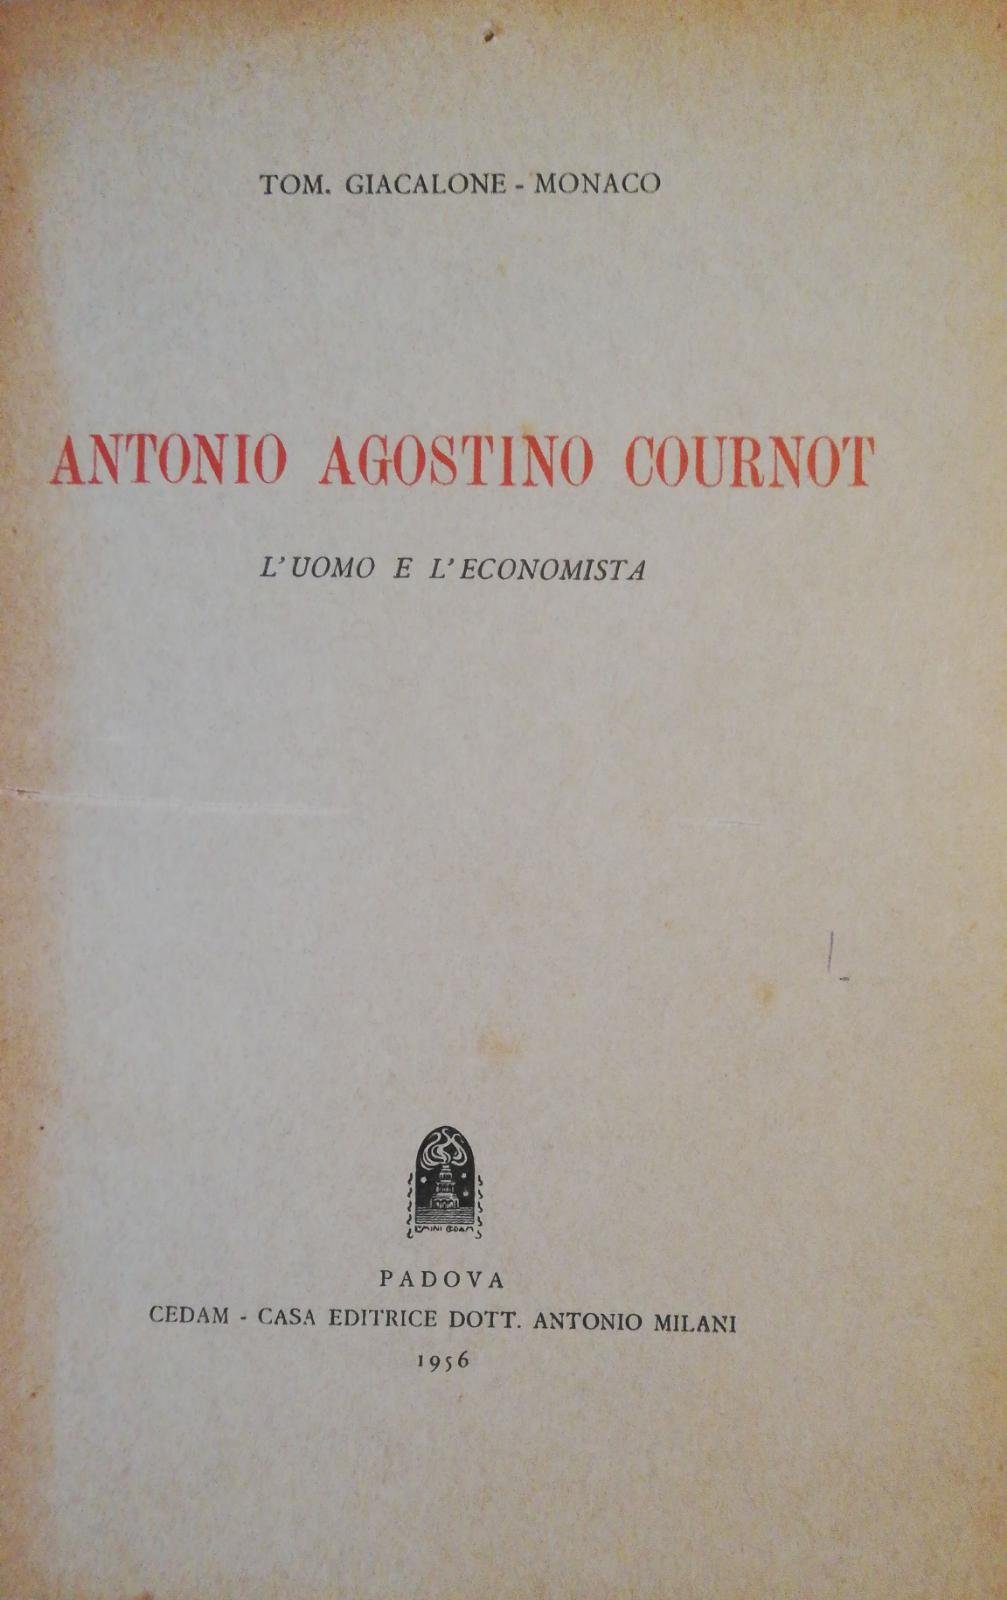 TOM. GIACALONE - MONACO
ANTONIO AGOSTINO COURNOT
L'UOMO E L'ECONOMISTA
PADOVA
CEDAM - CASA EDITRICE DOTT. ANTONIO MILANI
1956